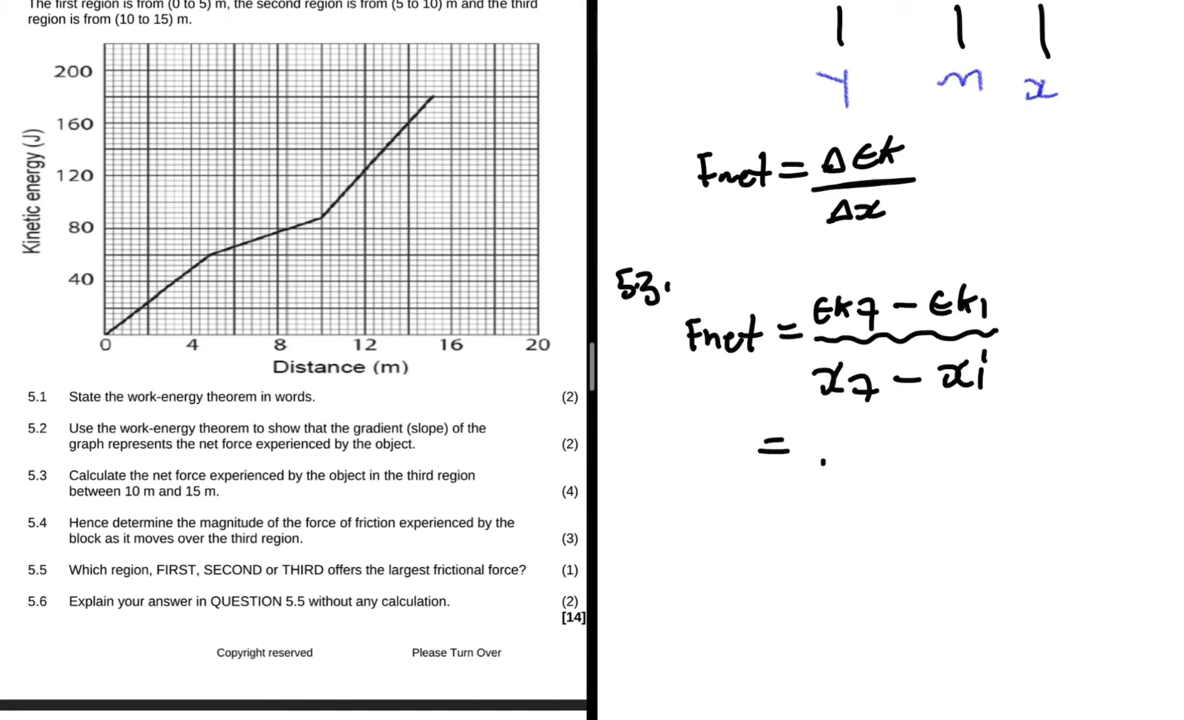 The first region is from (0 to 5) m, the second region is from (5 to 10) m and the third
region is from (10 to 15) m.
200
160
120
80
40
Kinetic energy (J)
0 4 8 12 16 20
Distance (m)
5.1 State the work-energy theorem in words. (2)
5.2 Use the work-energy theorem to show that the gradient (slope) of the
graph represents the net force experienced by the object. (2)
5.3 Calculate the net force experienced by the object in the third region
between 10 m and 15 m. (4)
5.4 Hence determine the magnitude of the force of friction experienced by the
block as it moves over the third region. (3)
5.5 Which region, FIRST, SECOND or THIRD offers the largest frictional force? (1)
5.6 Explain your answer in QUESTION 5.5 without any calculation. (2)
[14]
Copyright reserved Please Turn Over
y m x
Fnet = ΔEk
Δx
5.3.
Fnet = Ekf - Eki
xf - xi
=